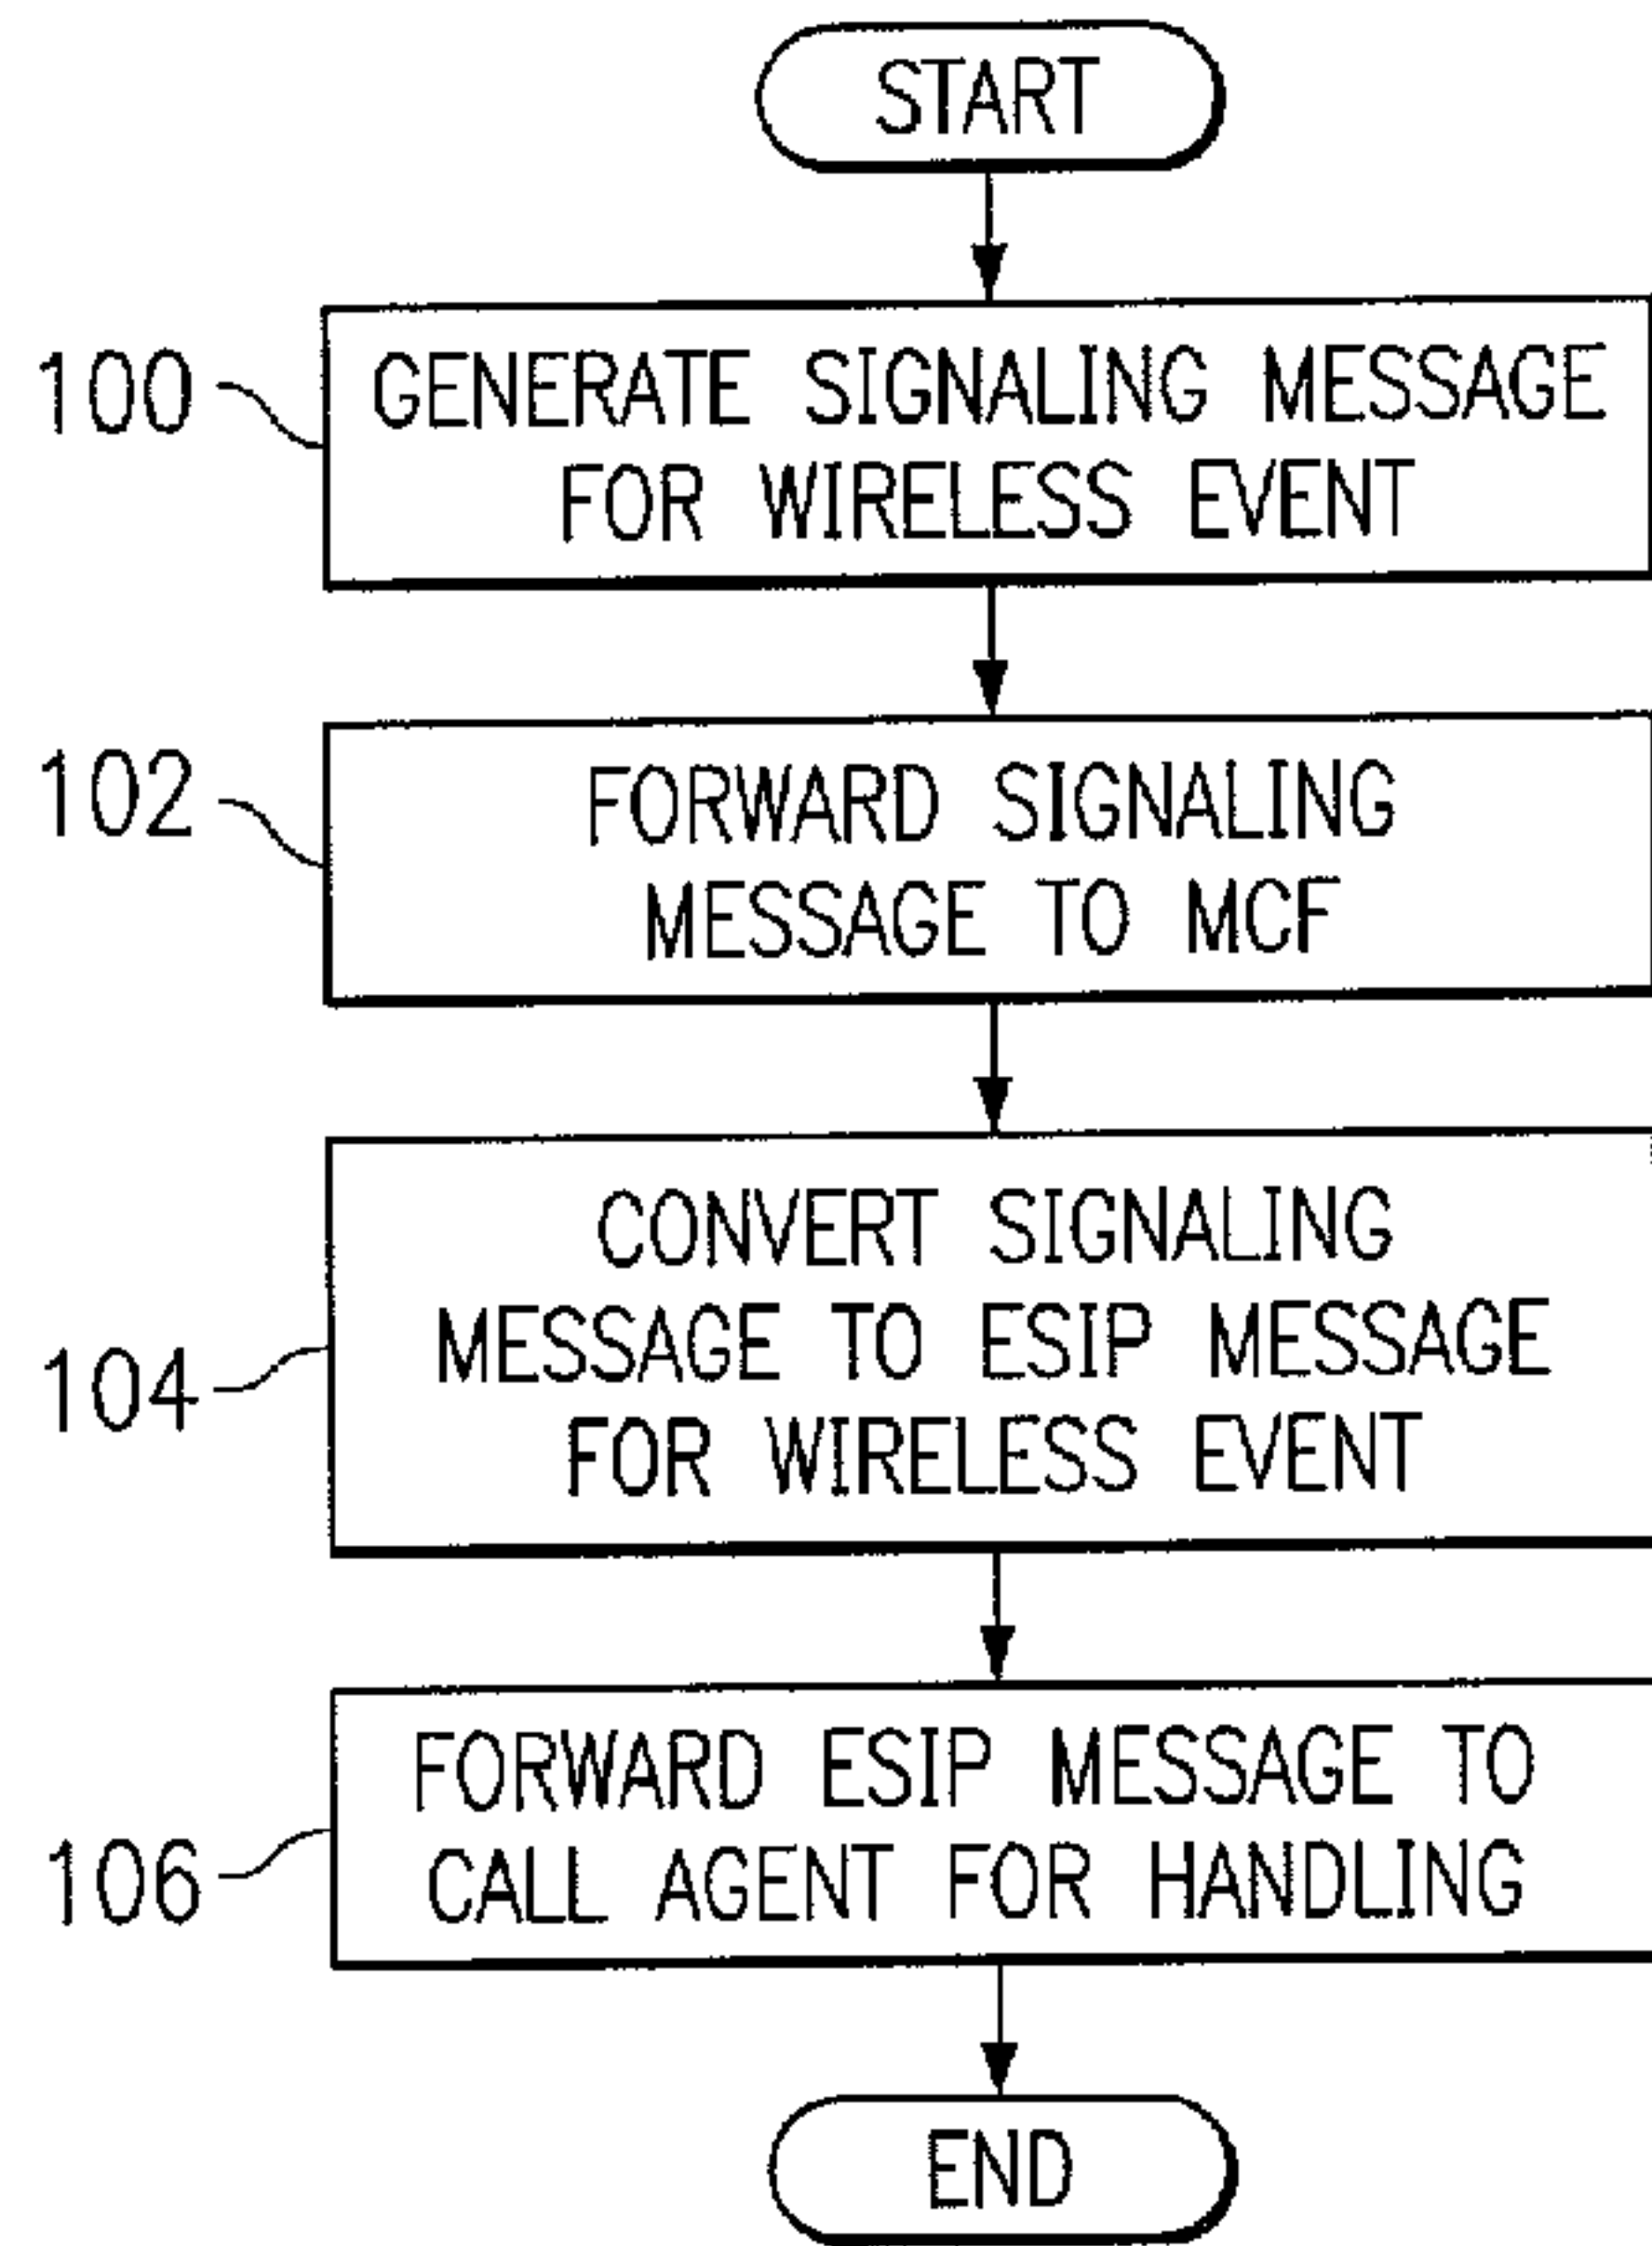 START
100
GENERATE SIGNALING MESSAGE
FOR WIRELESS EVENT
102
FORWARD SIGNALING
MESSAGE TO MCF
104
CONVERT SIGNALING
MESSAGE TO ESIP MESSAGE
FOR WIRELESS EVENT
106
FORWARD ESIP MESSAGE TO
CALL AGENT FOR HANDLING
END